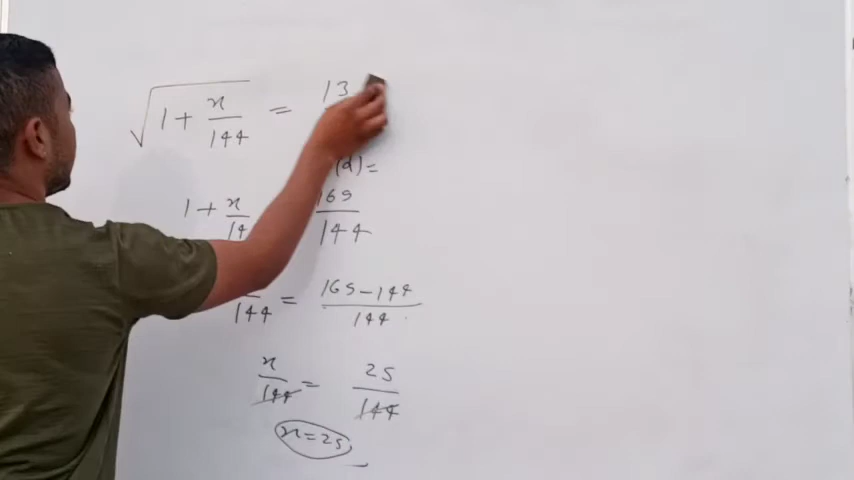 √(1 + x/144) = 13
(d) =
1 + x/14 169/144
144 = 169 - 144/144
x/144 = 25/144
x = 25